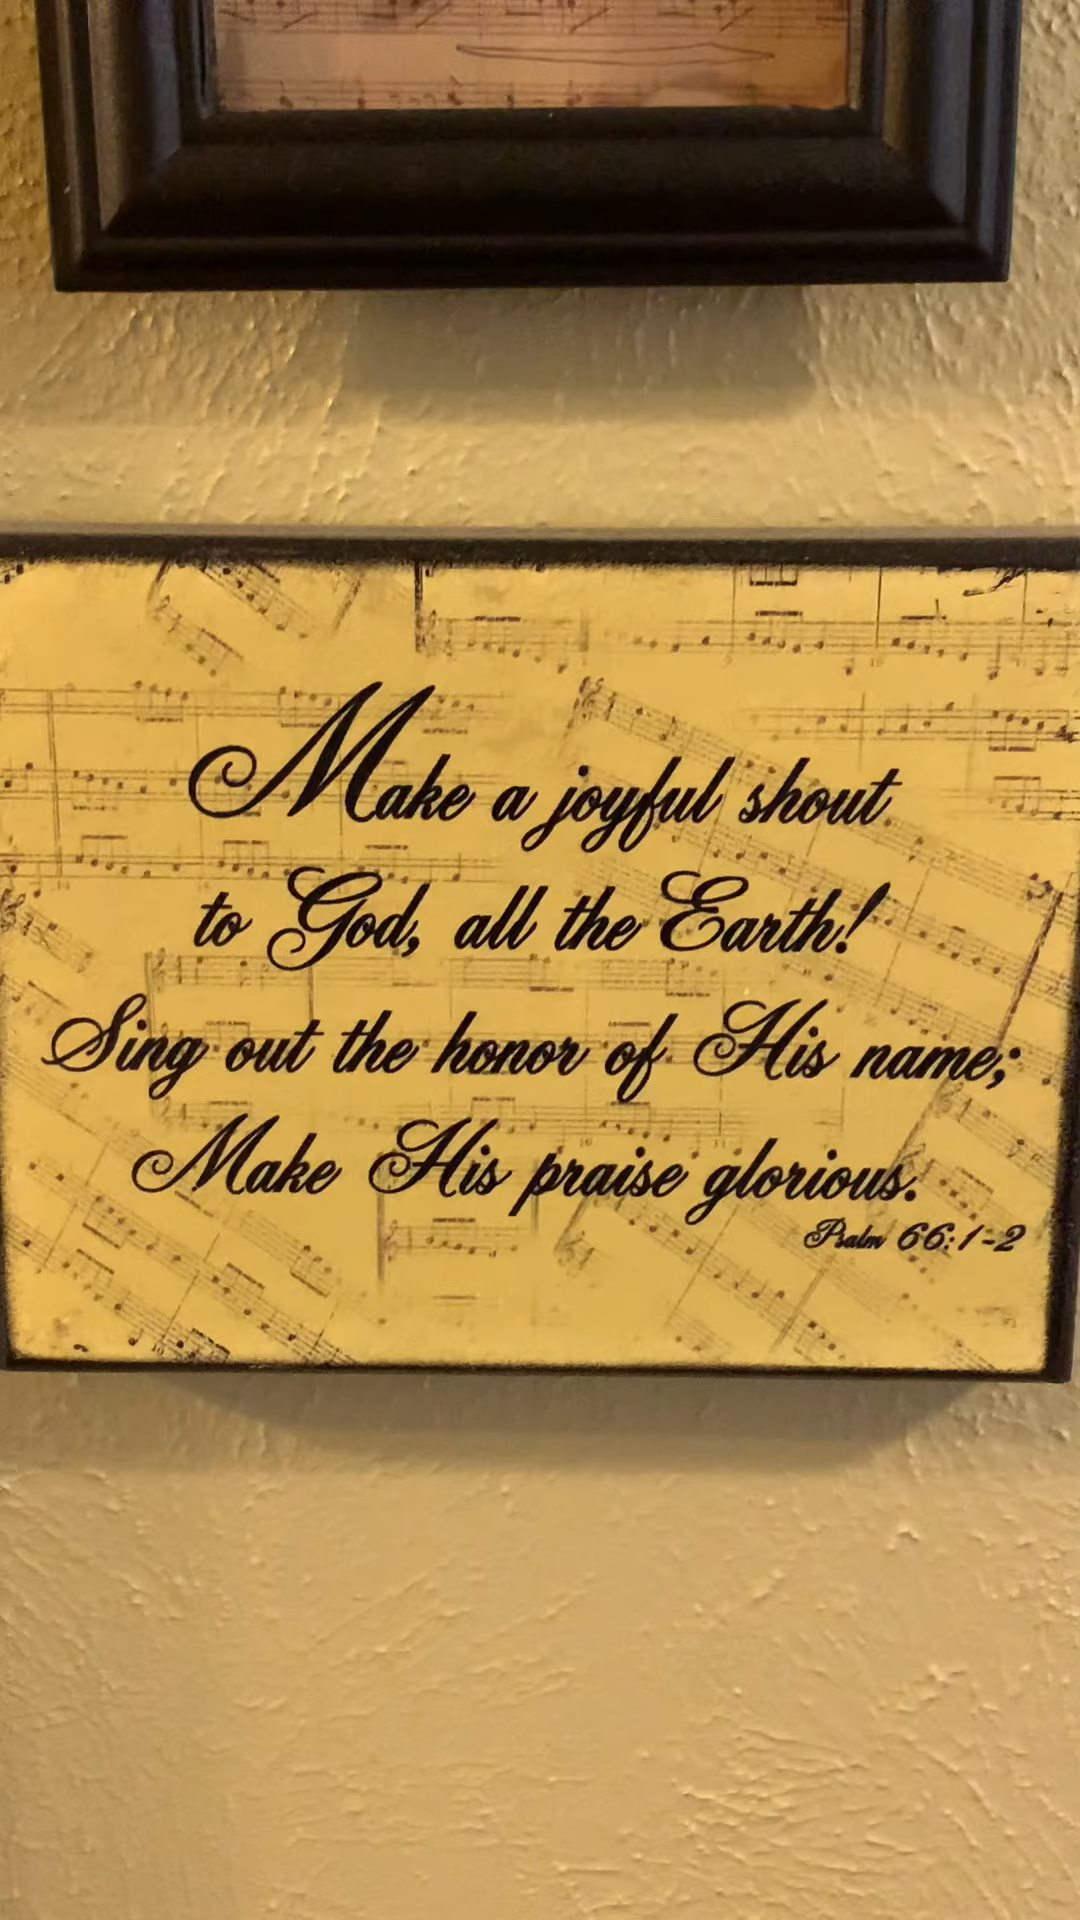 Make a joyful shout
to God, all the Earth!
Sing out the honor of His name;
Make His praise glorious.
Psalm 66:1-2